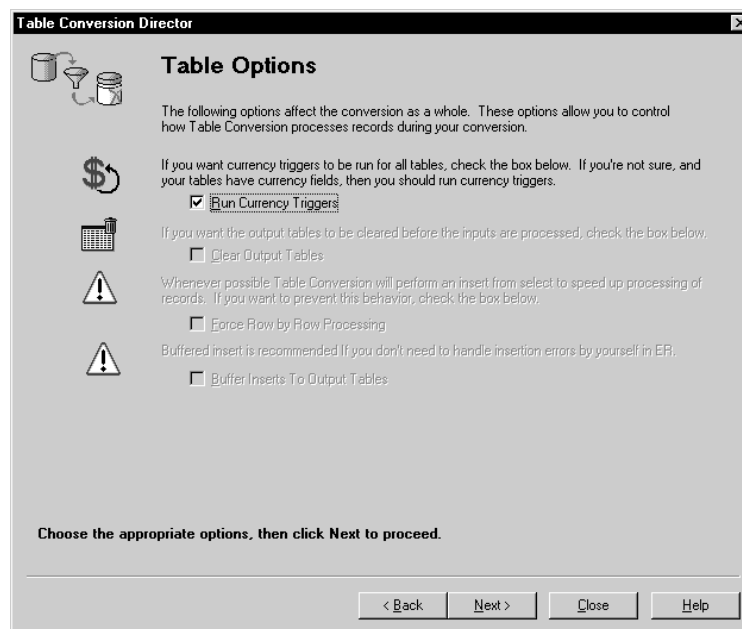 Table Conversion Director
Table Options
The following options affect the conversion as a whole. These options allow you to control
how Table Conversion processes records during your conversion.
If you want currency triggers to be run for all tables, check the box below. If you're not sure, and
your tables have currency fields, then you should run currency triggers.
Run Currency Triggers
If you want the output tables to be cleared before the inputs are processed, check the box below.
Clear Output Tables
Whenever possible Table Conversion will perform an insert from select to speed up processing of
records. If you want to prevent this behavior, check the box below.
Force Row by Row Processing
Buffered insert is recommended If you don't need to handle insertion errors by yourself in ER.
Buffer Inserts To Output Tables
Choose the appropriate options, then click Next to proceed.
< Back Next > Close Help